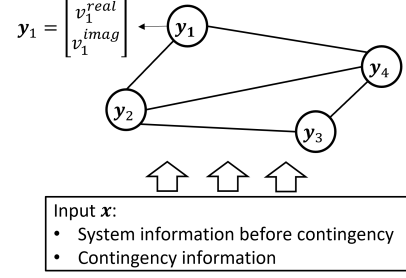 y₁ = [v₁^real v₁^imag]
y₁
y₄
y₂
y₃
Input x:
• System information before contingency
• Contingency information